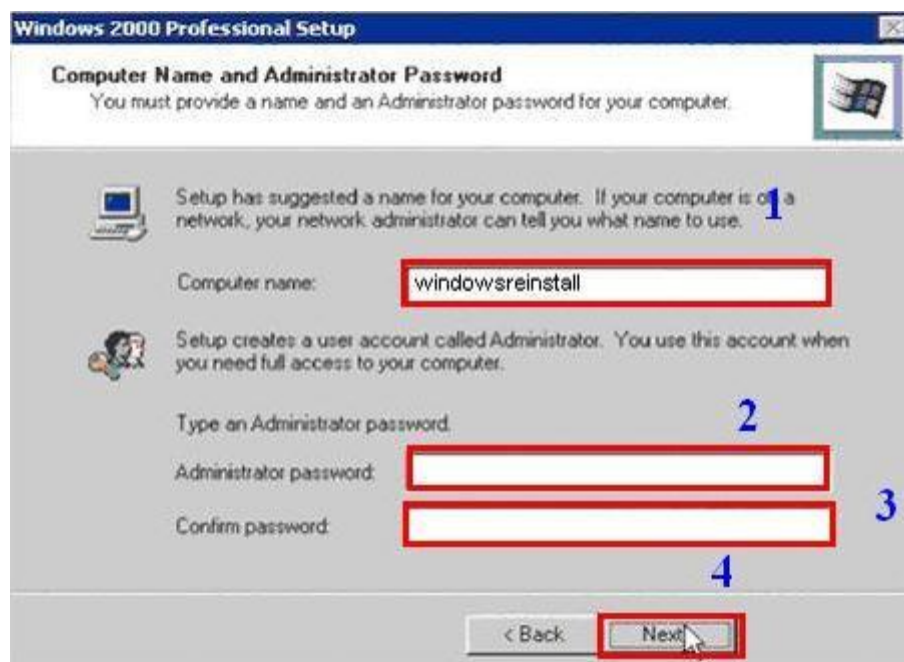 Windows 2000 Professional Setup
Computer Name and Administrator Password
You must provide a name and an Administrator password for your computer.
Setup has suggested a name for your computer. If your computer is on a
1
network, your network administrator can tell you what name to use.
Computer name:
windowsreinstall
Setup creates a user account called Administrator. You use this account when
you need full access to your computer.
Type an Administrator password.
2
Administrator password:
3
Confirm password:
4
< Back
Next